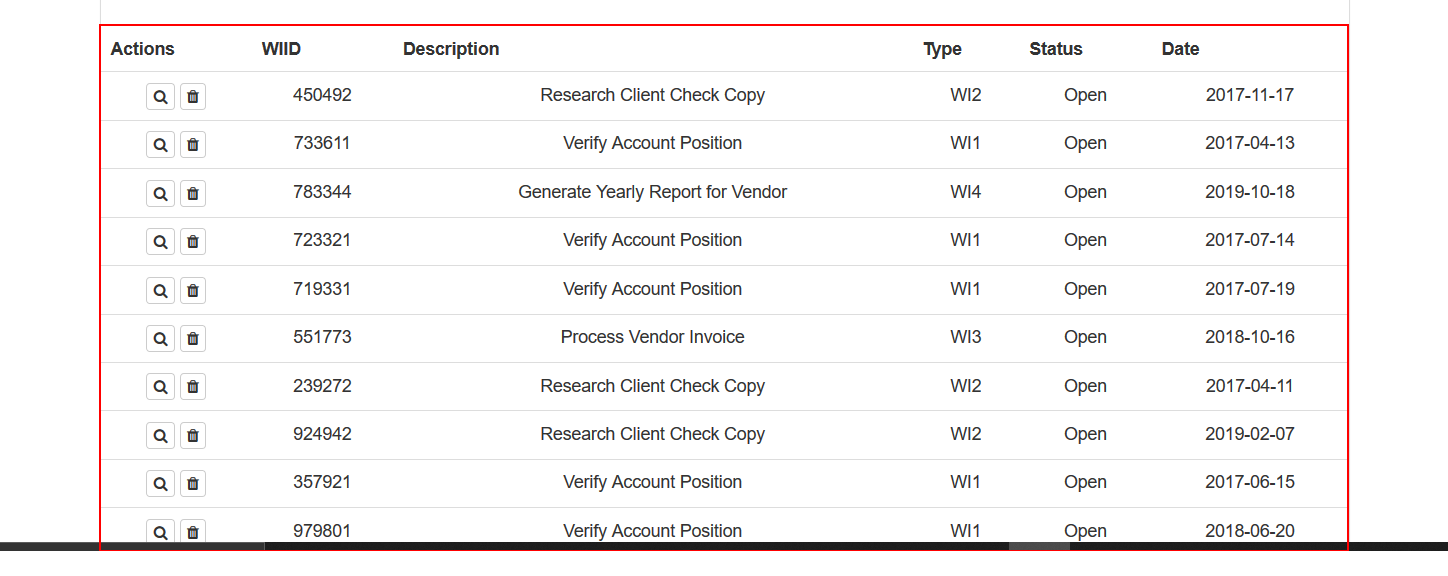 Actions WIID Description Type Status Date
450492 Research Client Check Copy WI2 Open 2017-11-17
733611 Verify Account Position WI1 Open 2017-04-13
783344 Generate Yearly Report for Vendor WI4 Open 2019-10-18
723321 Verify Account Position WI1 Open 2017-07-14
719331 Verify Account Position WI1 Open 2017-07-19
551773 Process Vendor Invoice WI3 Open 2018-10-16
239272 Research Client Check Copy WI2 Open 2017-04-11
924942 Research Client Check Copy WI2 Open 2019-02-07
357921 Verify Account Position WI1 Open 2017-06-15
979801 Verify Account Position WI1 Open 2018-06-20